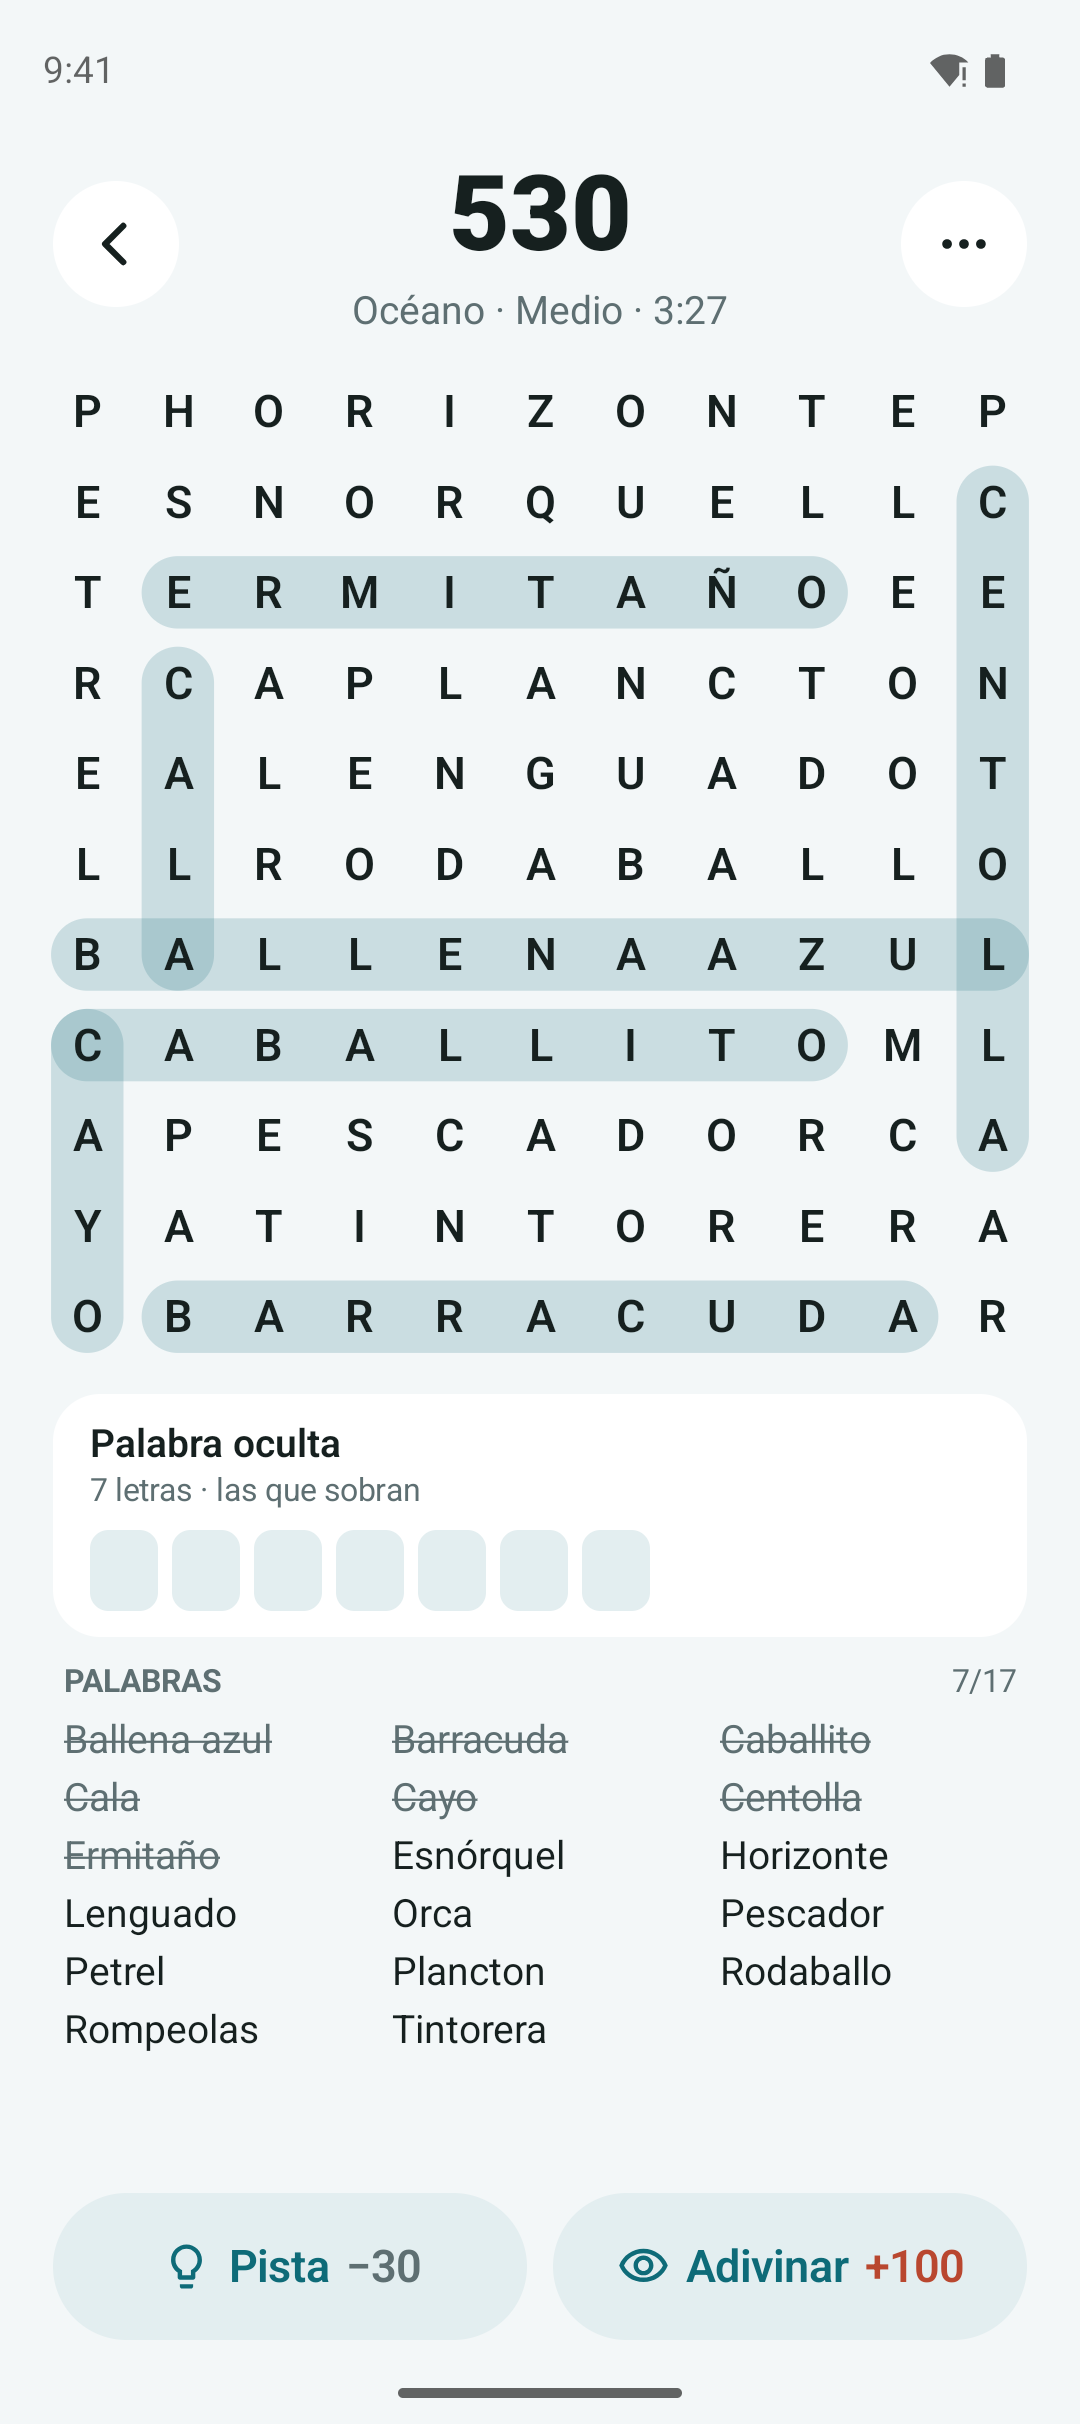 9:41
530
Océano · Medio · 3:27
P H O R I Z O N T E P
E S N O R Q U E L L C
T E R M I T A Ñ O E E
R C A P L A N C T O N
E A L E N G U A D O T
L L R O D A B A L L O
B A L L E N A A Z U L
C A B A L L I T O M L
A P E S C A D O R C A
Y A T I N T O R E R A
O B A R R A C U D A R
Palabra oculta
7 letras · las que sobran
PALABRAS 7/17
Ballena azul Barracuda Caballito
Cala Cayo Centolla
Ermitaño Esnórquel Horizonte
Lenguado Orca Pescador
Petrel Plancton Rodaballo
Rompeolas Tintorera
Pista −30 Adivinar +100